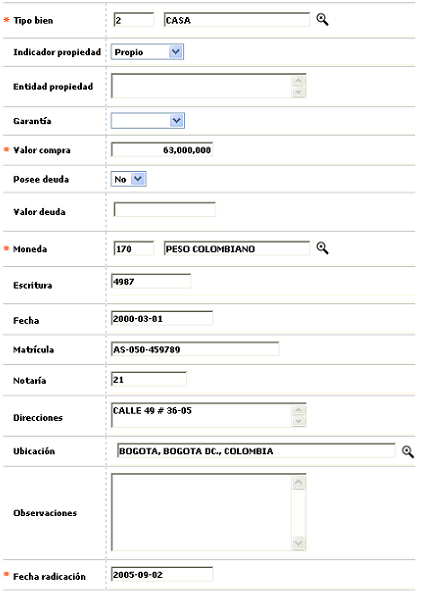 * Tipo bien 2 CASA
Indicador propiedad Propio
Entidad propiedad
Garantía
* Valor compra 63,000,000
Posee deuda No
Valor deuda
* Moneda 170 PESO COLOMBIANO
Escritura 4987
Fecha 2000-03-01
Matrícula AS-050-459789
Notaría 21
Direcciones CALLE 49 # 36-05
Ubicación BOGOTA, BOGOTA DC., COLOMBIA
Observaciones
* Fecha radicación 2005-09-02